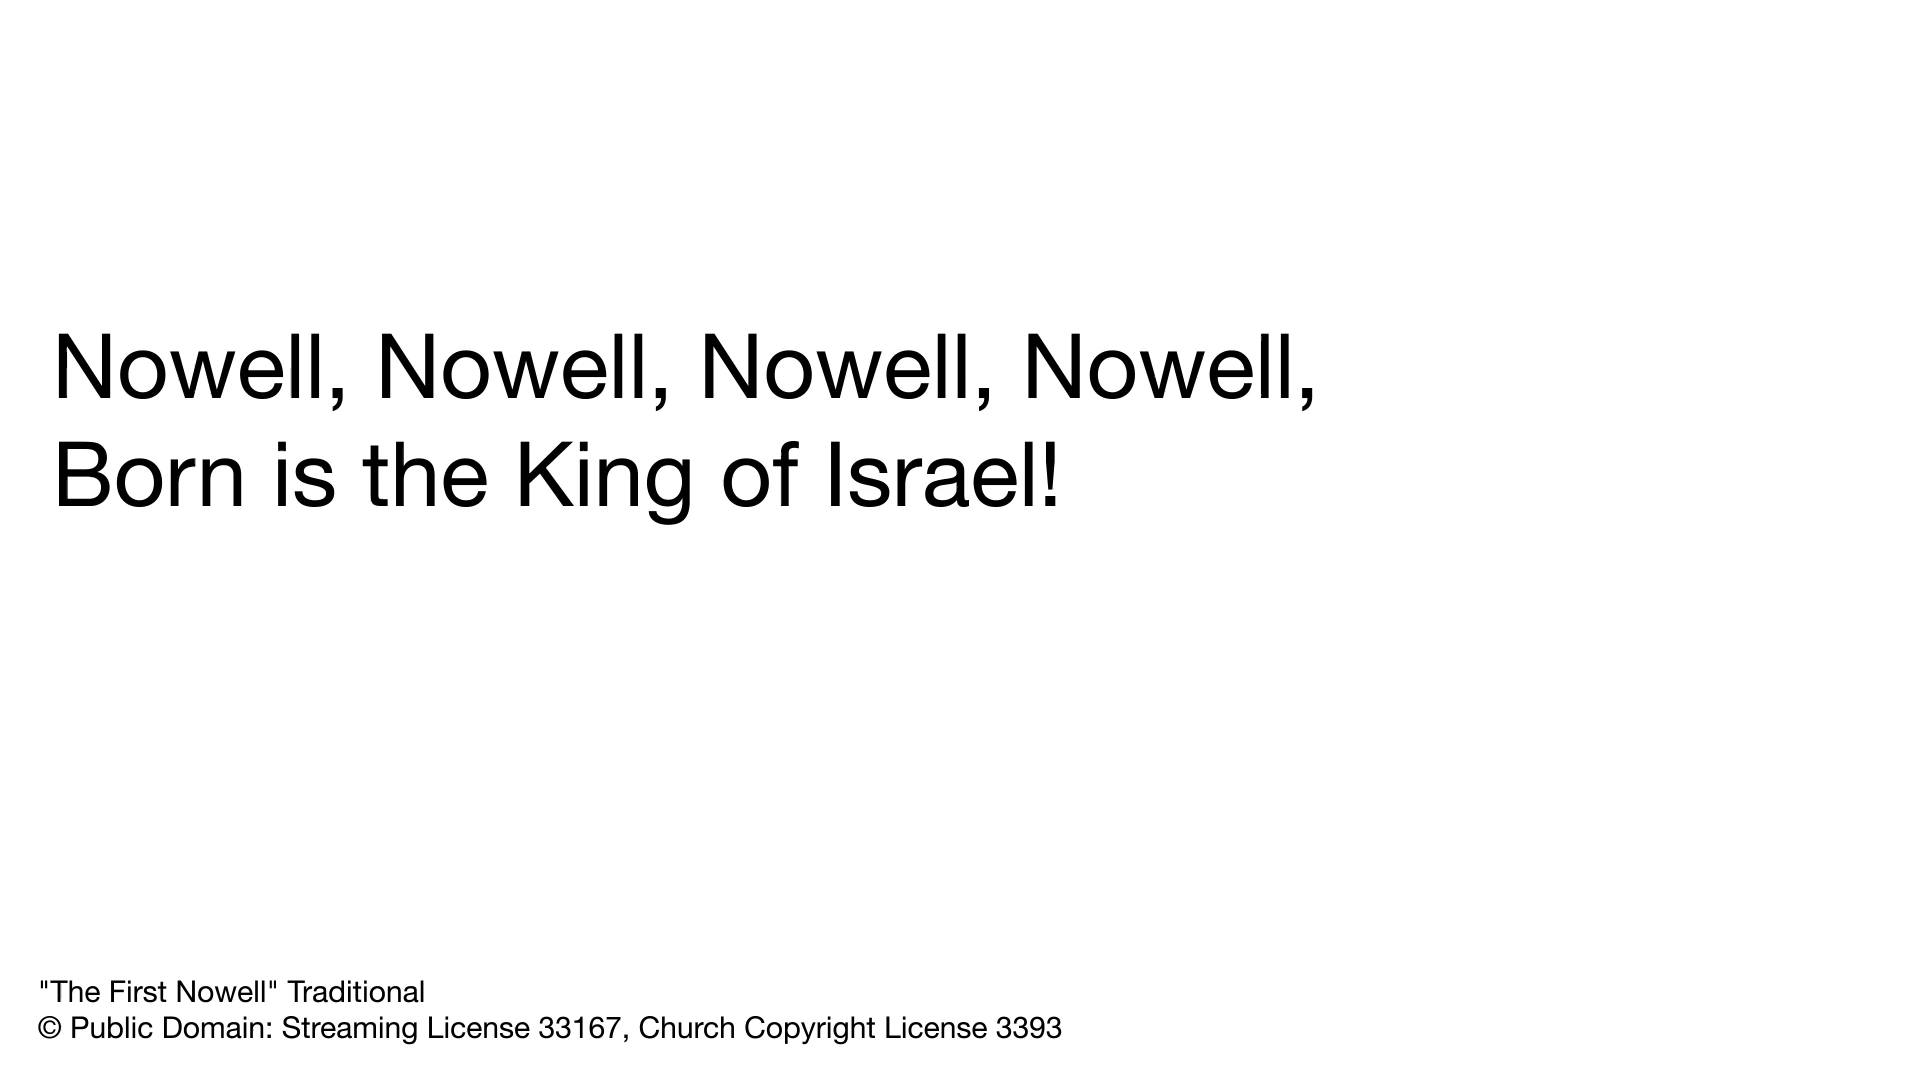 Nowell, Nowell, Nowell, Nowell,
Born is the King of Israel!
"The First Nowell" Traditional
© Public Domain: Streaming License 33167, Church Copyright License 3393